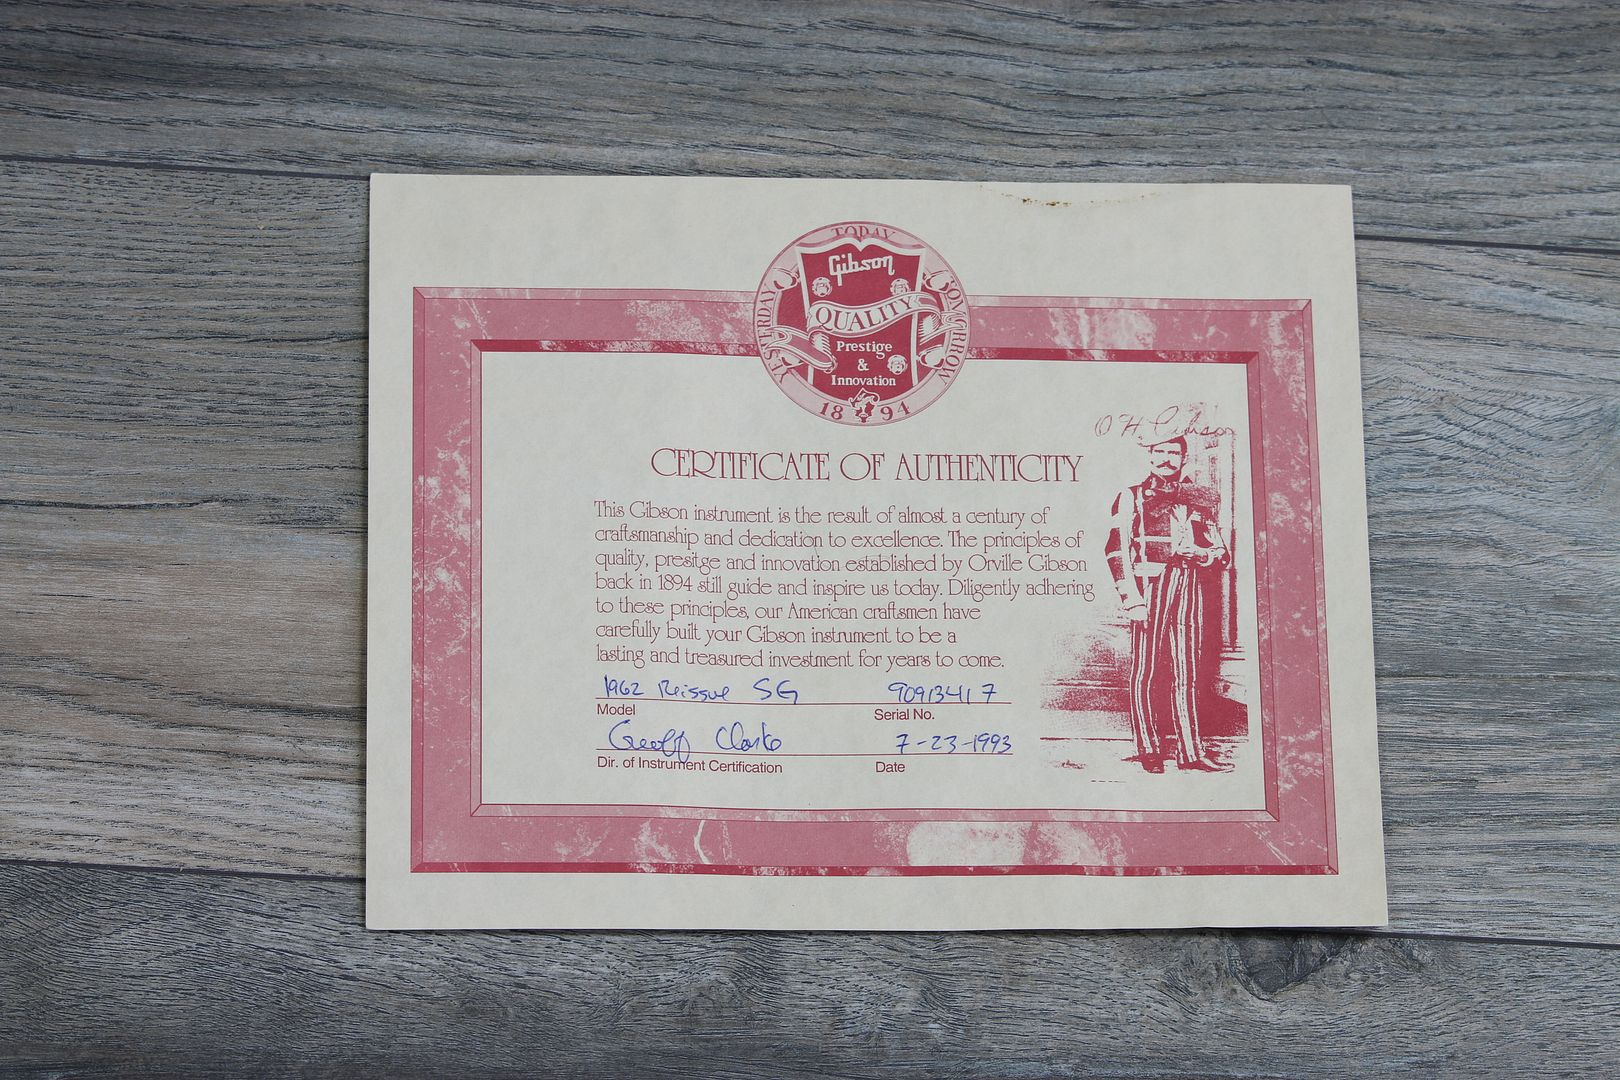 TODAY
YESTERDAY
TOMORROW
Gibson
QUALITY
Prestige
&
Innovation
1894
CERTIFICATE OF AUTHENTICITY
O H Gibson
This Gibson instrument is the result of almost a century of
craftsmanship and dedication to excellence. The principles of
quality, presitge and innovation established by Orville Gibson
back in 1894 still guide and inspire us today. Diligently adhering
to these principles, our American craftsmen have
carefully built your Gibson instrument to be a
lasting and treasured investment for years to come.
1962 Reissue SG 90913417
Model Serial No.
Geoff Clarke 7-23-1993
Dir. of Instrument Certification Date